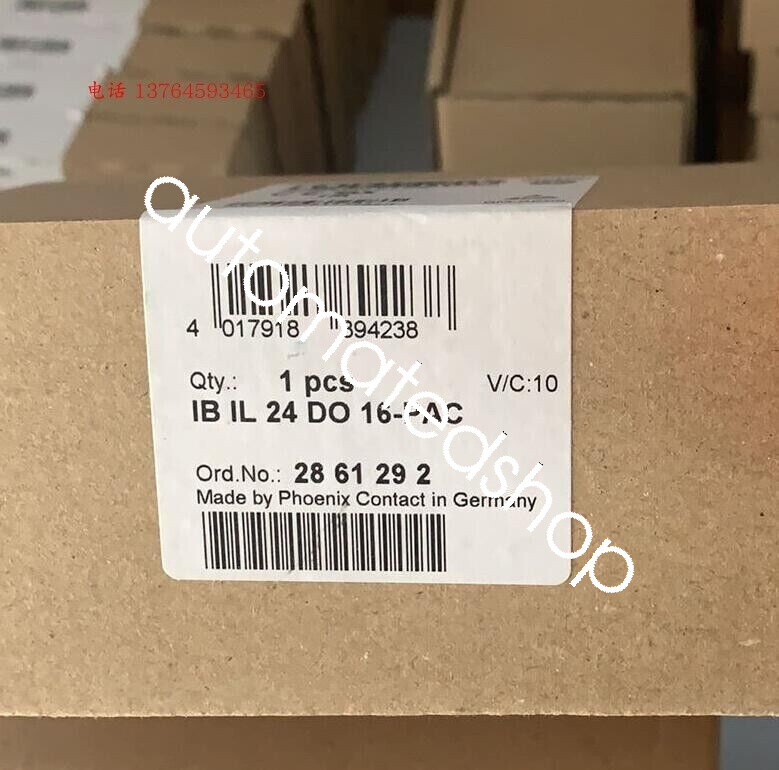 电话 13764593465
4 017918 894238
Qty.: 1 pcs V/C:10
IB IL 24 DO 16-PAC
Ord.No.: 28 61 29 2
Made by Phoenix Contact in Germany
automatedshop